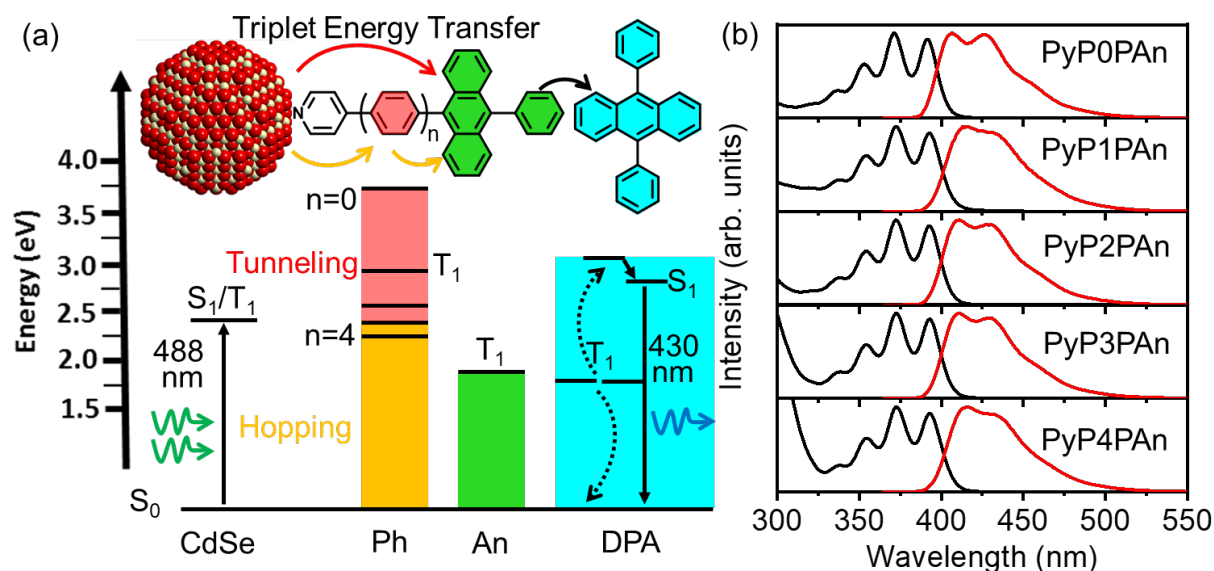 (a)
Triplet Energy Transfer
N
n
Energy (eV)
4.0
3.5
3.0
2.5
2.0
1.5
S₀
S₁/T₁
488
nm
n=0
Tunneling
T₁
n=4
Hopping
T₁
S₁
T₁
430
nm
CdSe
Ph
An
DPA
(b)
Intensity (arb. units)
PyP0PAn
PyP1PAn
PyP2PAn
PyP3PAn
PyP4PAn
300 350 400 450 500 550
Wavelength (nm)